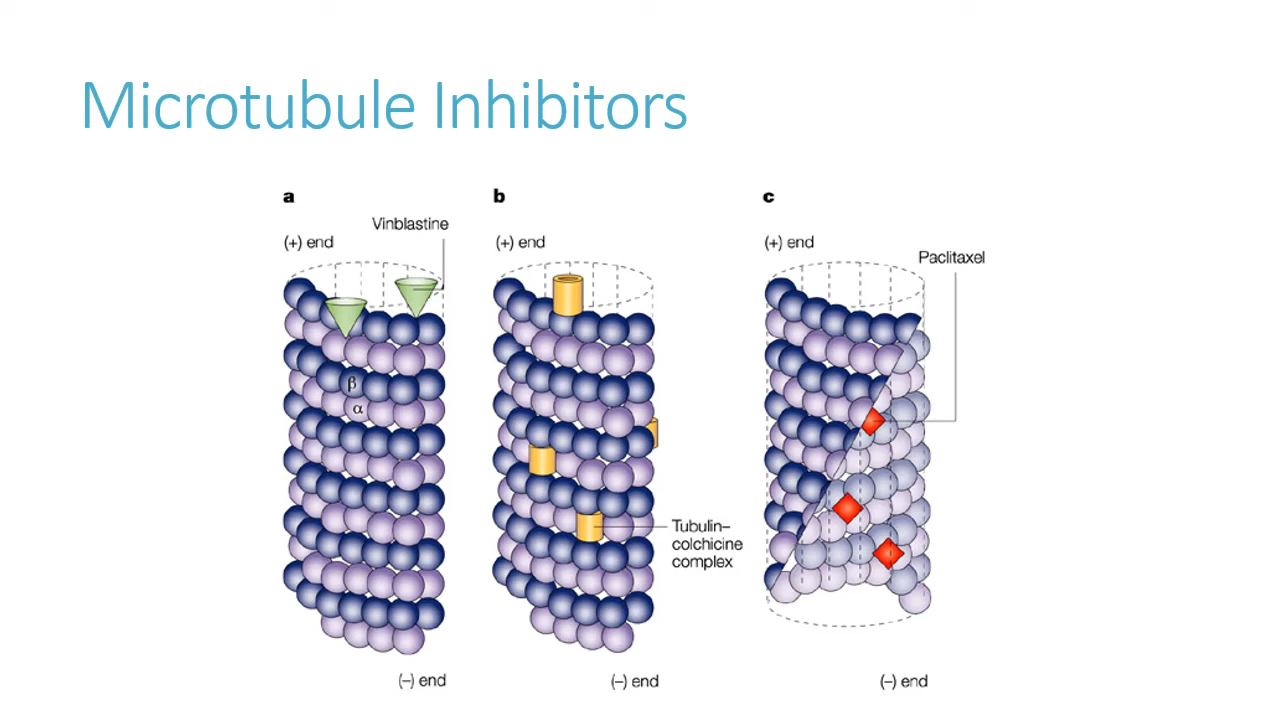 Microtubule Inhibitors
a
b
c
Vinblastine
(+) end
(+) end
(+) end
Paclitaxel
β
α
Tubulin–
colchicine
complex
(–) end
(–) end
(–) end